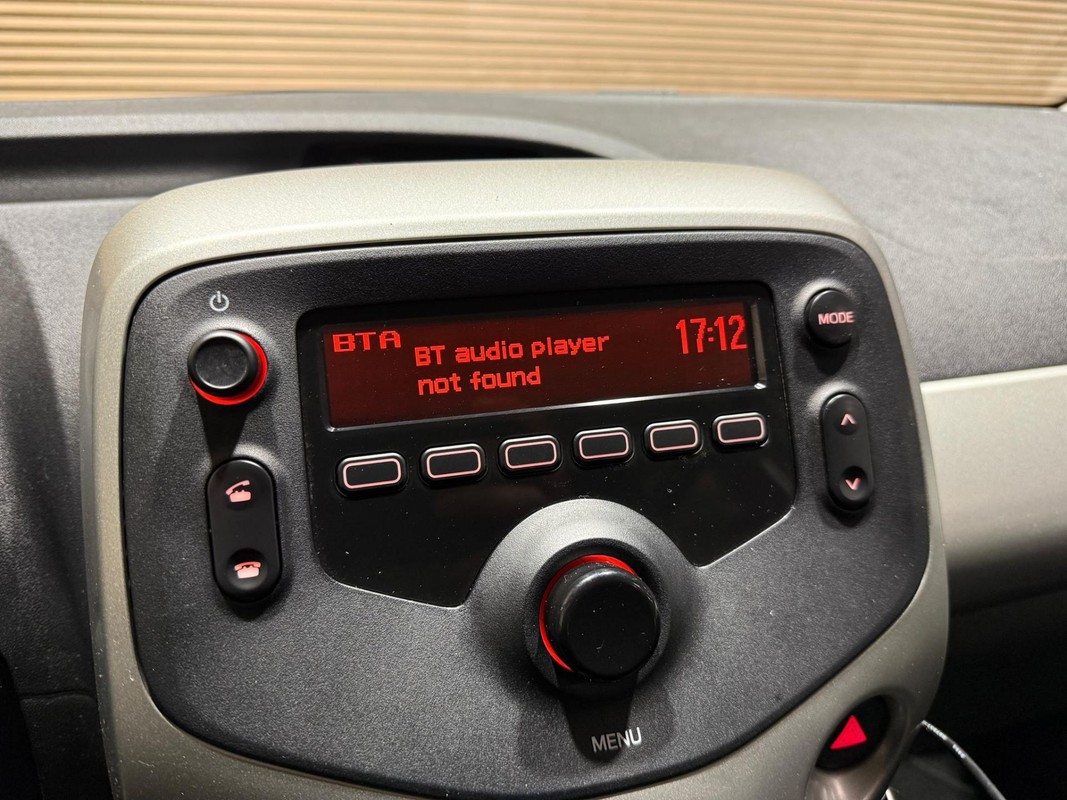 BTA
BT audio player
not found
17:12
MODE
MENU